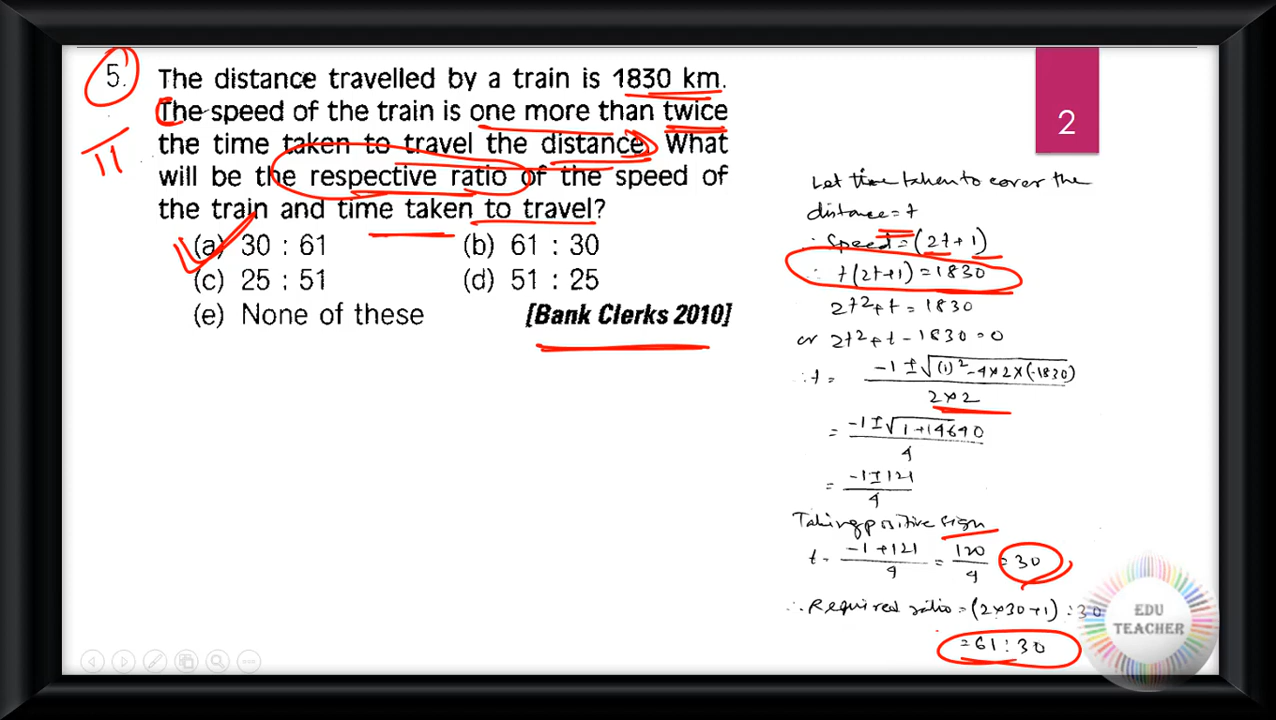 5.
The distance travelled by a train is 1830 km.
The speed of the train is one more than twice
the time taken to travel the distance. What
will be the respective ratio of the speed of
the train and time taken to travel?
(a) 30 : 61
(b) 61 : 30
(c) 25 : 51
(d) 51 : 25
(e) None of these
[Bank Clerks 2010]
2
Let time taken to cover the
distance = t
∴ Speed = (2t+1)
∴ t(2t+1) = 1830
2t²+t = 1830
or 2t²+t - 1830 = 0
∴ t = -1 ± √(1)² - 4×2×(-1830) / 2×2
= -1 ± √1+14640 / 4
= -1 ± 121 / 4
Taking positive sign
t = -1+121 / 4 = 120 / 4 = 30
∴ Required ratio = (2×30+1) : 30
= 61 : 30
EDU
TEACHER